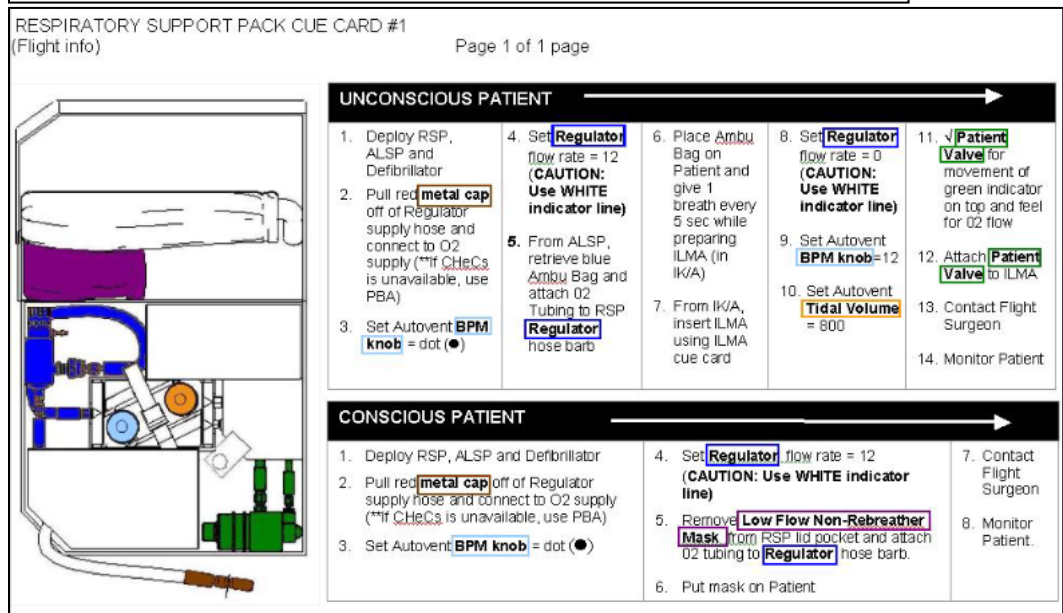 RESPIRATORY SUPPORT PACK CUE CARD #1
(Flight info)
Page 1 of 1 page
UNCONSCIOUS PATIENT
1. Deploy RSP,
ALSP and
Defibrillator
2. Pull red metal cap
off of Regulator
supply hose and
connect to O2
supply (**if CHeCs
is unavailable, use
PBA)
3. Set Autovent BPM
knob = dot (●)
4. Set Regulator
flow rate = 12
(CAUTION:
Use WHITE
indicator line)
5. From ALSP,
retrieve blue
Ambu Bag and
attach 02
Tubing to RSP
Regulator
hose barb
6. Place Ambu
Bag on
Patient and
give 1
breath every
5 sec while
preparing
ILMA (in
IK/A)
7. From IK/A,
insert ILMA
using ILMA
cue card
8. Set Regulator
flow rate = 0
(CAUTION:
Use WHITE
indicator line)
9. Set Autovent
BPM knob=12
10. Set Autovent
Tidal Volume
= 800
11. √ Patient
Valve for
movement of
green indicator
on top and feel
for 02 flow
12. Attach Patient
Valve to ILMA
13. Contact Flight
Surgeon
14. Monitor Patient
CONSCIOUS PATIENT
1. Deploy RSP, ALSP and Defibrillator
2. Pull red metal cap off of Regulator
supply hose and connect to O2 supply
(**if CHeCs is unavailable, use PBA)
3. Set Autovent BPM knob = dot (●)
4. Set Regulator flow rate = 12
(CAUTION: Use WHITE indicator
line)
5. Remove Low Flow Non-Rebreather
Mask from RSP lid pocket and attach
02 tubing to Regulator hose barb.
6. Put mask on Patient
7. Contact
Flight
Surgeon
8. Monitor
Patient.